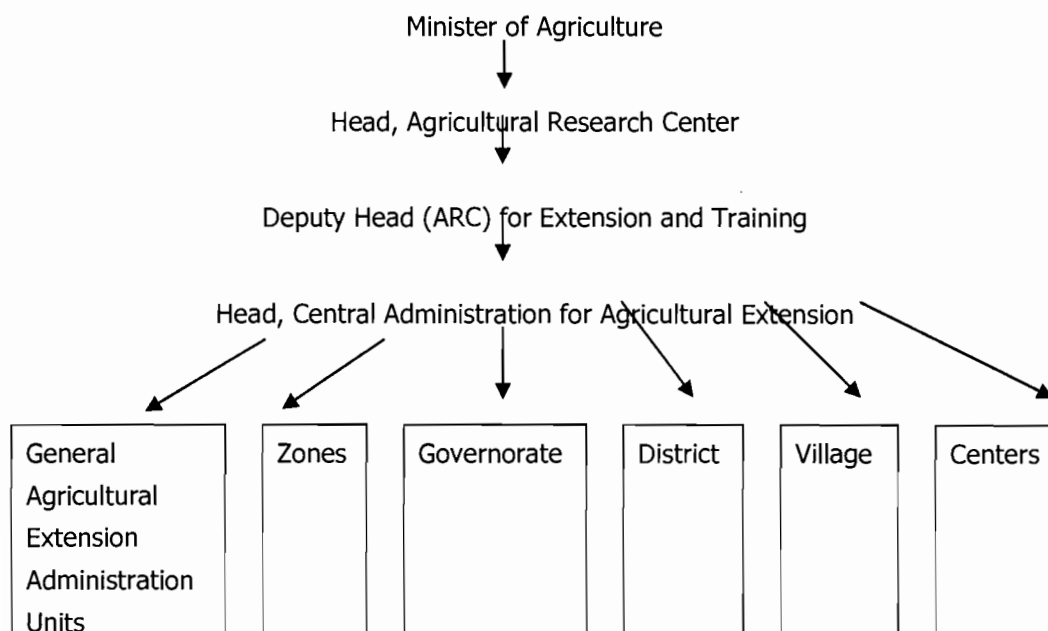 Minister of Agriculture
Head, Agricultural Research Center
Deputy Head (ARC) for Extension and Training
Head, Central Administration for Agricultural Extension
General
Agricultural
Extension
Administration
Units
Zones
Governorate
District
Village
Centers